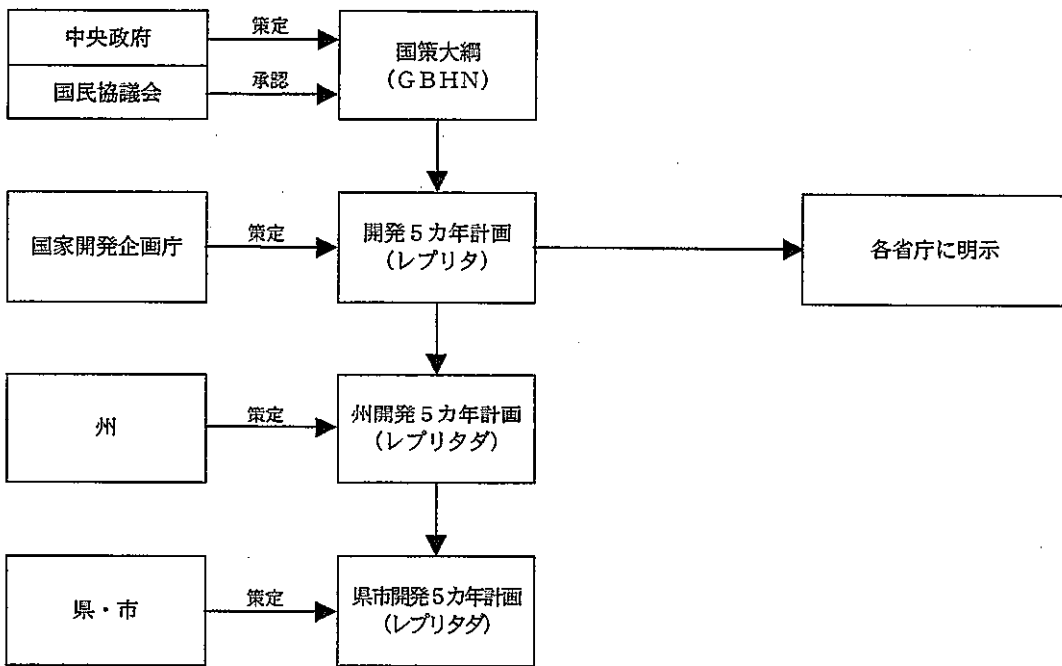 中央政府
策定
国策大綱
(GBHN)
国民協議会
承認
国家開発企画庁
策定
開発5カ年計画
(レプリタ)
各省庁に明示
州
策定
州開発5カ年計画
(レプリタダ)
県・市
策定
県市開発5カ年計画
(レプリタダ)